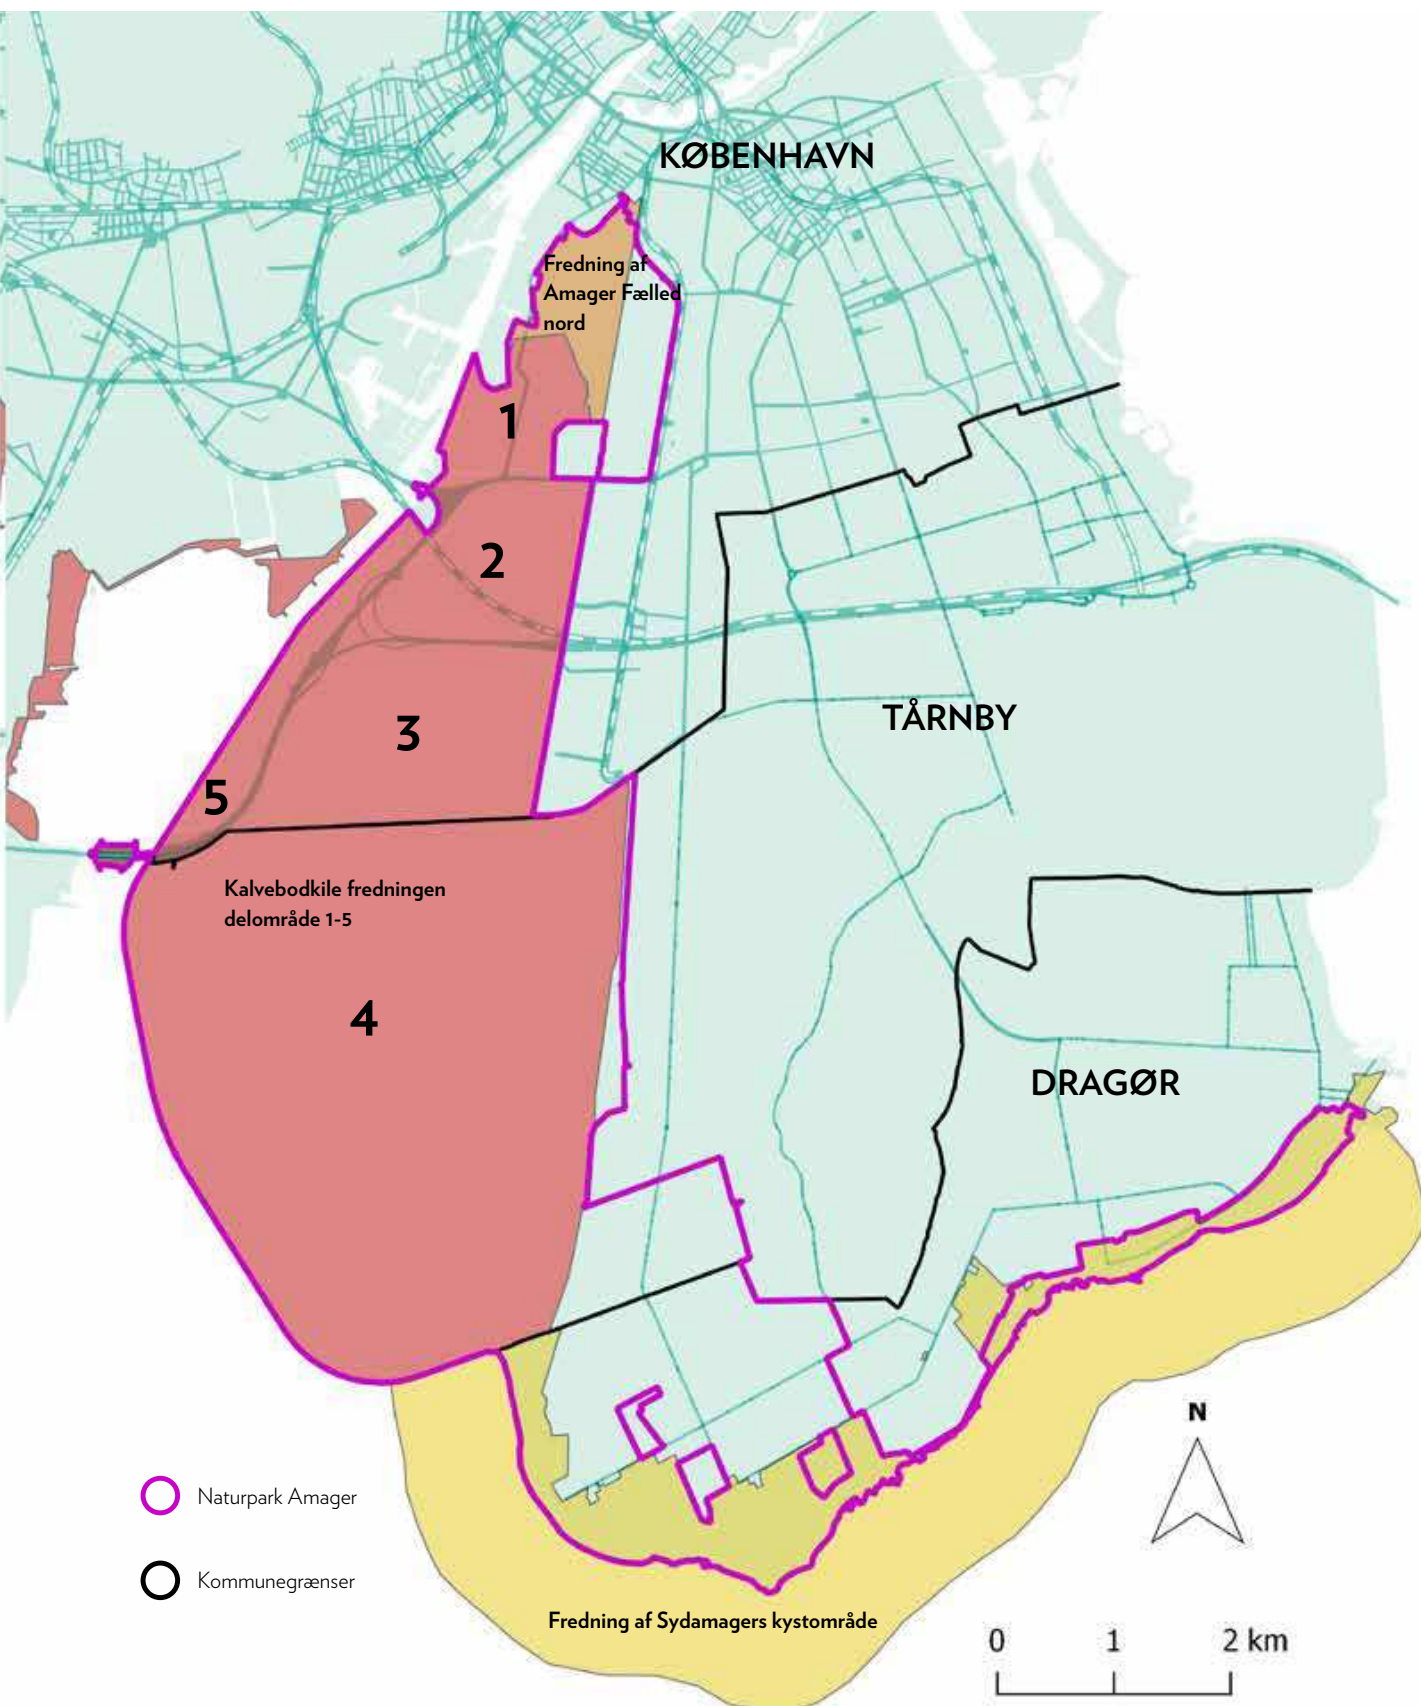 KØBENHAVN
Fredning af
Amager Fælled
nord
1
2
3
TÅRNBY
5
Kalvebodkile fredningen
delområde 1-5
4
DRAGØR
N
Naturpark Amager
Kommunegrænser
Fredning af Sydamagers kystområde
0 1 2 km